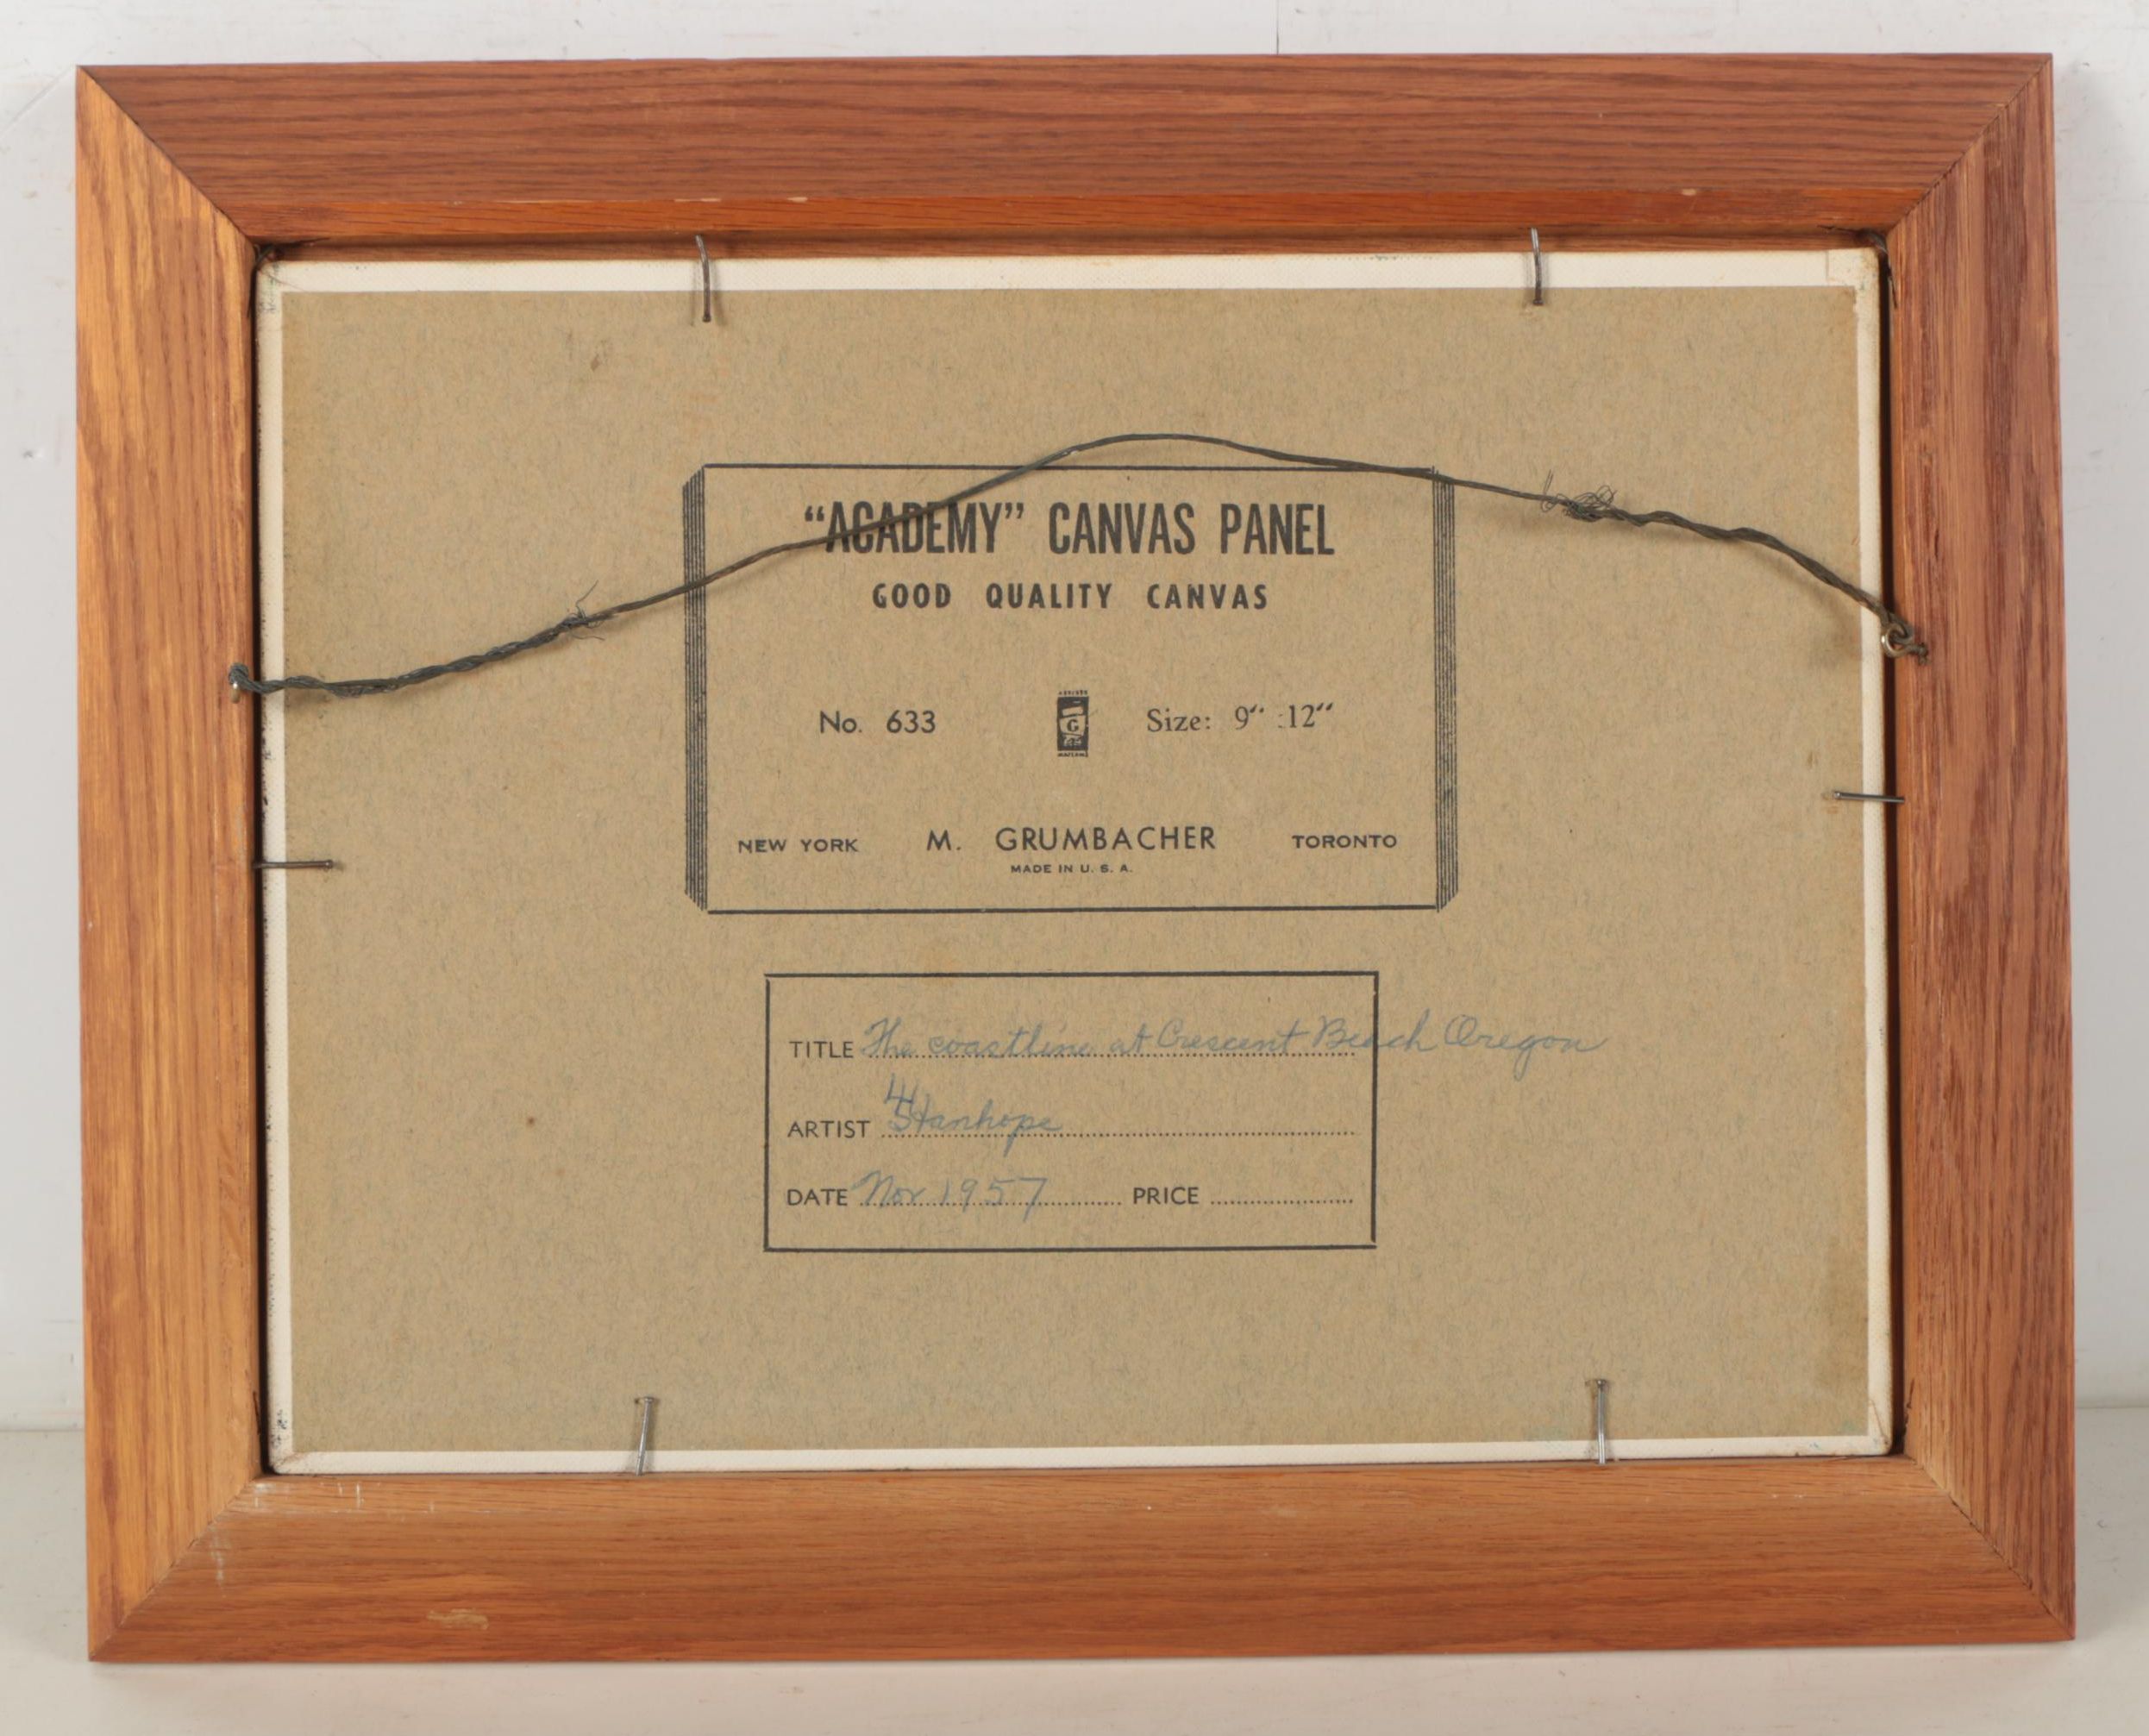 "ACADEMY" CANVAS PANEL
GOOD QUALITY CANVAS
No. 633 G Size: 9" 12"
NEW YORK M. GRUMBACHER TORONTO
MADE IN U. S. A.
TITLE The coastline at Crescent Beach Oregon
ARTIST Stanhope
DATE Nov 1957 PRICE